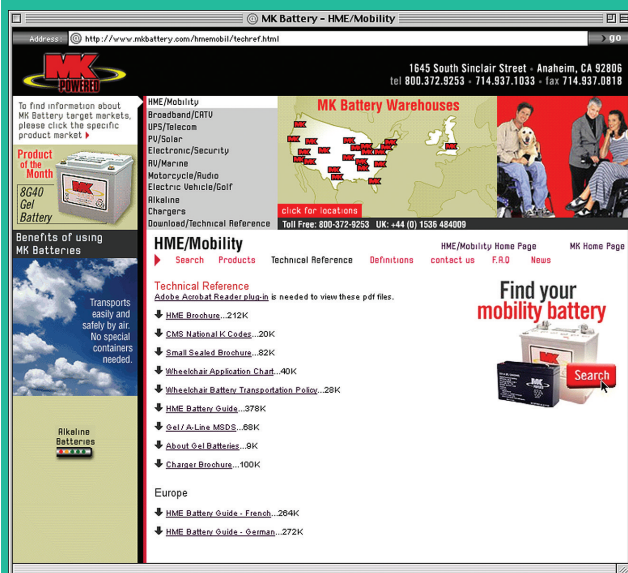 MK Battery - HME/Mobility
Address: http://www.mkbattery.com/hmemobil/techref.html
go
MK
POWERED
1645 South Sinclair Street - Anaheim, CA 92806
tel 800.372.9253 - 714.937.1033 - fax 714.937.0818
To find information about
MK Battery target markets,
please click the specific
product market
Product
of the
Month
8G40
Gel
Battery
MK
Benefits of using
MK Batteries
Transports
easily and
safely by air.
No special
containers
needed.
Alkaline
Batteries
HME/Mobility
Broadband/CATV
UPS/Telecom
PV/Solar
Electronic/Security
RV/Marine
Motorcycle/Audio
Electric Vehicle/Golf
Alkaline
Chargers
Download/Technical Reference
MK Battery Warehouses
click for locations
Toll Free: 800-372-9253 UK: +44 (0) 1536 484009
HME/Mobility
HME/Mobility Home Page
MK Home Page
Search Products Technical Reference Definitions contact us F.A.Q News
Technical Reference
Adobe Acrobat Reader plug-in is needed to view these pdf files.
HME Brochure...212K
CMS National K Codes...20K
Small Sealed Brochure...82K
Wheelchair Application Chart...40K
Wheelchair Battery Transportation Policy...28K
HME Battery Guide...378K
Gel / A-Line MSDS...68K
About Gel Batteries...9K
Charger Brochure...100K
Europe
HME Battery Guide - French...264K
HME Battery Guide - German...272K
Find your
mobility battery
MK
Search